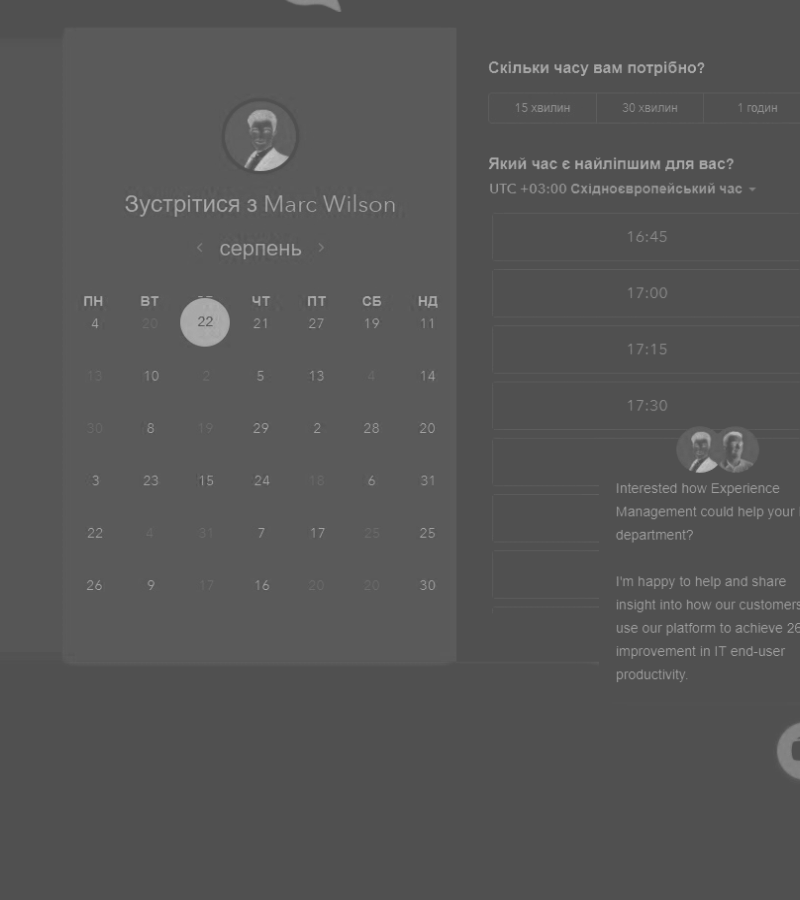 Зустрітися з Marc Wilson
‹ серпень ›
ПН ВТ ЧТ ПТ СБ НД
4 20 22 21 27 19 11
13 10 2 5 13 4 14
30 8 19 29 2 28 20
3 23 15 24 18 6 31
22 4 31 7 17 25 25
26 9 17 16 20 20 30
Скільки часу вам потрібно?
15 хвилин 30 хвилин 1 годин
Який час є найліпшим для вас?
UTC +03:00 Східноєвропейський час
16:45
17:00
17:15
17:30
Interested how Experience
Management could help your
department?
I'm happy to help and share
insight into how our customers
use our platform to achieve 26
improvement in IT end-user
productivity.